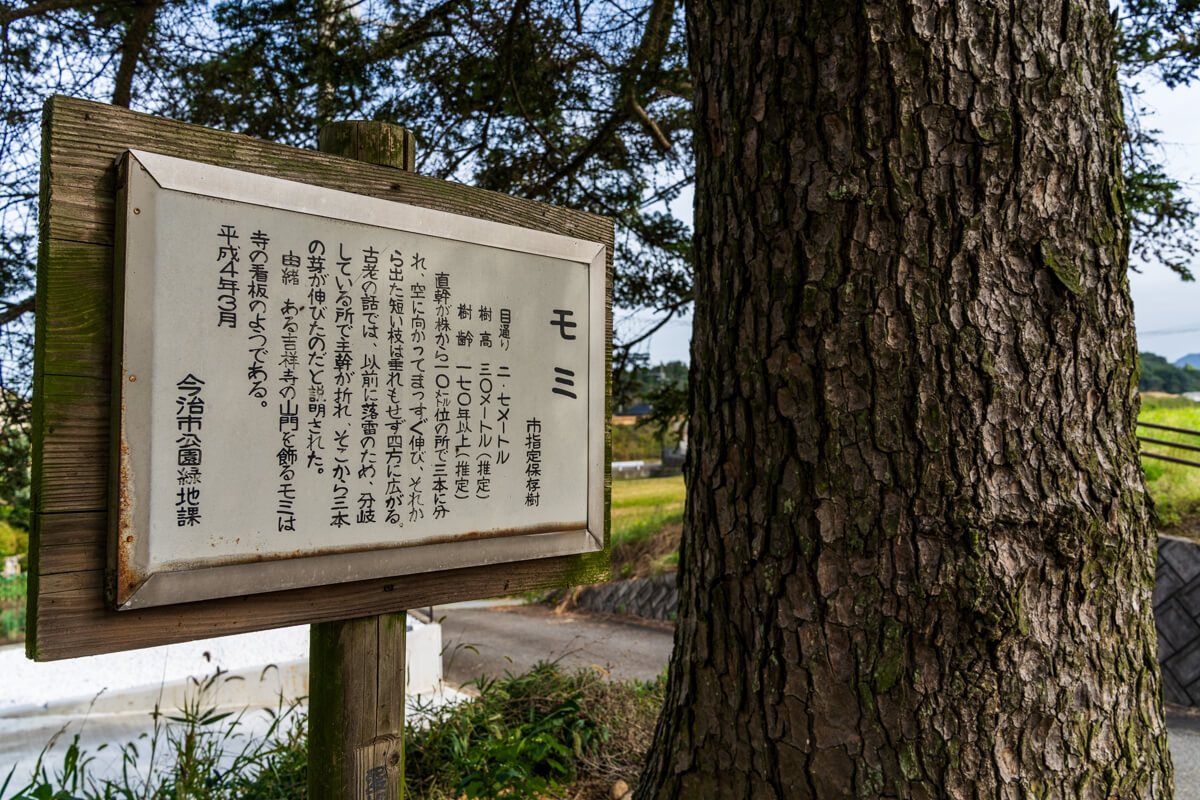 モミ
市指定保存樹
目通り 二・七メートル
樹高 三〇メートル(推定)
樹齢 一七〇年以上(推定)
直幹が株から一〇㍍位の所で三本に分
れ、空に向かってまっすぐ伸び、それか
ら出た短い枝は垂れもせず四方に広がる。
古老の話では、以前に落雷のため、分岐
している所で主幹が折れ、そこから三本
の芽が伸びたのだと説明された。
由緒 ある吉祥寺の山門を飾るモミは
寺の看板のようである。
平成4年3月
今治市公園緑地課